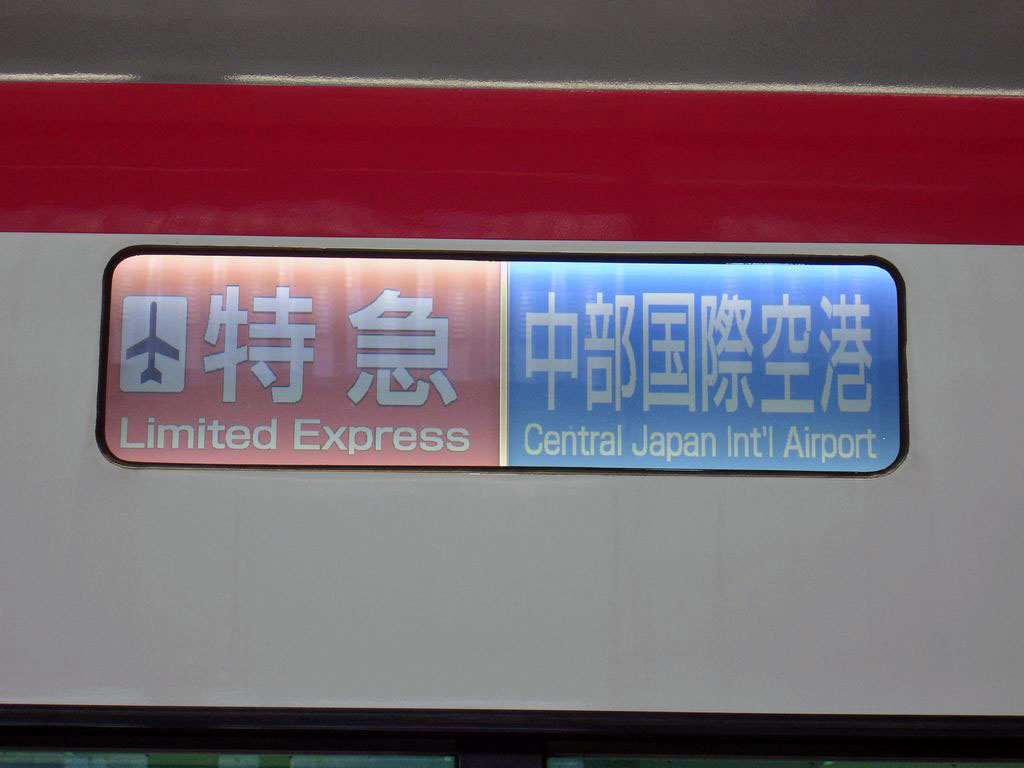 特急
Limited Express
中部国際空港
Central Japan Int'l Airport